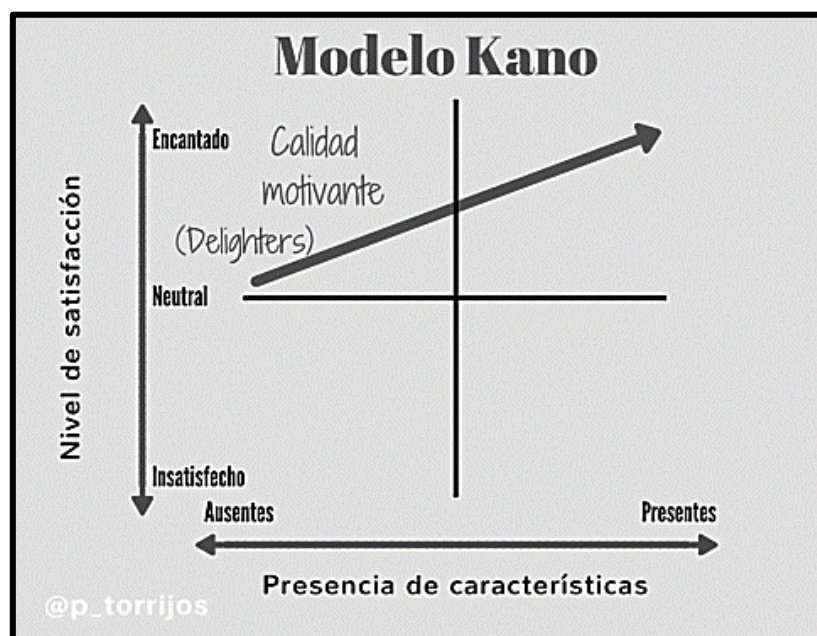 Modelo Kano
Encantado
Calidad
motivante
(Delighters)
Neutral
Nivel de satisfacción
Insatisfecho
Ausentes
Presentes
Presencia de características
@p_torrijos